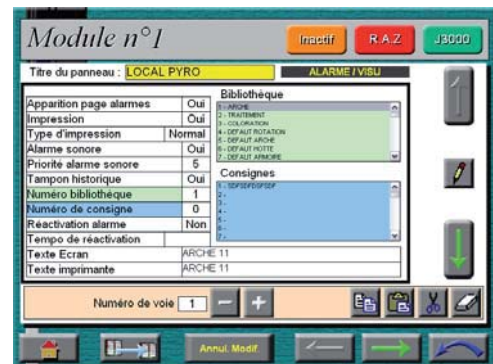 Module n°1
Inactif
R.A.Z
J3000
Titre du panneau : LOCAL PYRO
ALARME / VISU
Bibliothèque
Apparition page alarmes Oui
Impression Oui
Type d'impression Normal
Alarme sonore Oui
Priorité alarme sonore 5
Tampon historique Oui
Numéro bibliothèque 1
Numéro de consigne 0
Réactivation alarme Non
Tempo de réactivation
Texte Ecran ARCHE 11
Texte imprimante ARCHE 11
1 - ARCHE
2 - TRAITEMENT
3 - COLORATION
4 - DEFAUT ROTATION
5 - DEFAUT ARCHE
6 - DEFAUT HOTTE
7 - DEFAUT ARMOIRE
Consignes
2 -
3 -
4 -
5 -
6 -
7 -
Numéro de voie 1
Annul. Modif.